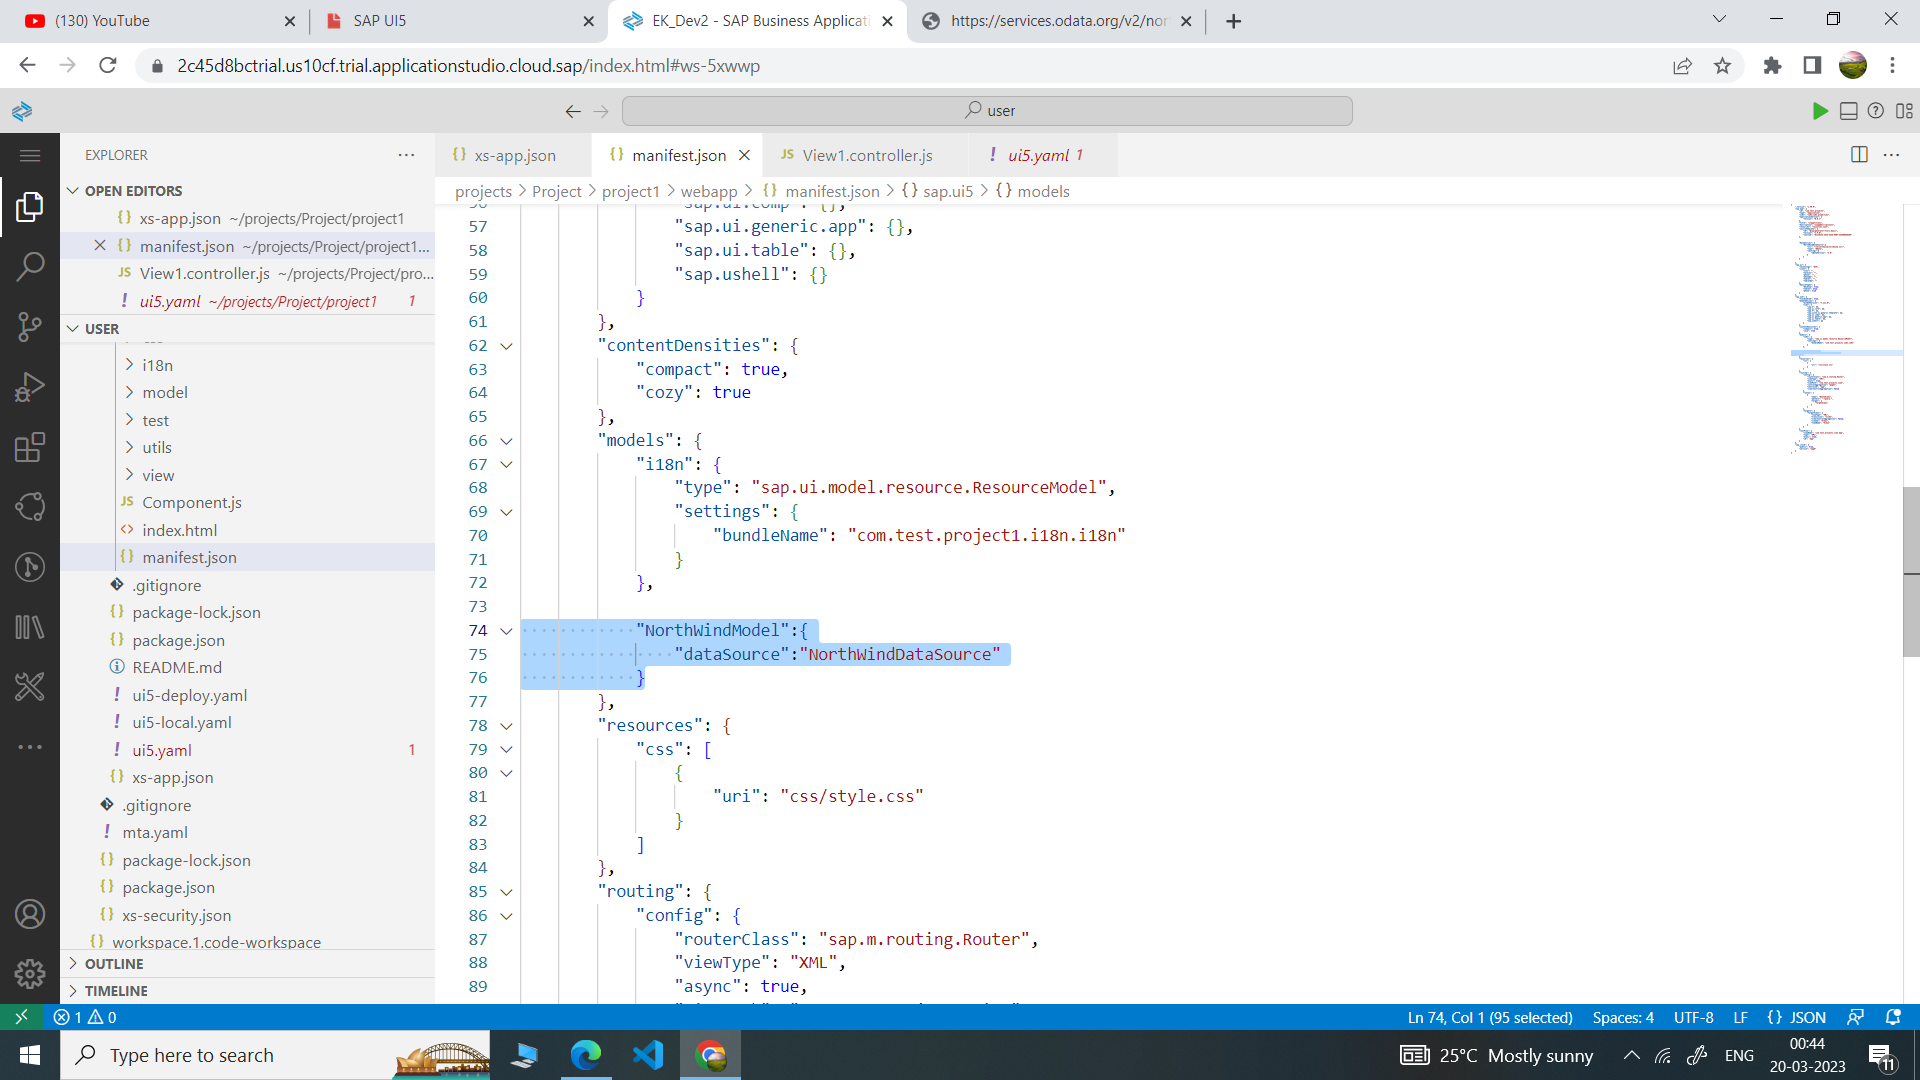 (130) YouTube
SAP UI5
EK_Dev2 - SAP Business Applicati
https://services.odata.org/v2/nor
2c45d8bctrial.us10cf.trial.applicationstudio.cloud.sap/index.html#ws-5xwwp
user
EXPLORER
OPEN EDITORS
xs-app.json ~/projects/Project/project1
manifest.json ~/projects/Project/project1...
JS View1.controller.js ~/projects/Project/pro...
! ui5.yaml ~/projects/Project/project1 1
USER
i18n
model
test
utils
view
JS Component.js
<> index.html
{} manifest.json
.gitignore
{} package-lock.json
{} package.json
README.md
! ui5-deploy.yaml
! ui5-local.yaml
! ui5.yaml 1
{} xs-app.json
.gitignore
! mta.yaml
{} package-lock.json
{} package.json
{} xs-security.json
{} workspace.1.code-workspace
OUTLINE
TIMELINE
{} xs-app.json
{} manifest.json
JS View1.controller.js
! ui5.yaml 1
projects > Project > project1 > webapp > {} manifest.json > {} sap.ui5 > {} models
56 "sap.ui.comp": {},
57 "sap.ui.generic.app": {},
58 "sap.ui.table": {},
59 "sap.ushell": {}
60 }
61 },
62 "contentDensities": {
63 "compact": true,
64 "cozy": true
65 },
66 "models": {
67 "i18n": {
68 "type": "sap.ui.model.resource.ResourceModel",
69 "settings": {
70 "bundleName": "com.test.project1.i18n.i18n"
71 }
72 },
73
74 "NorthWindModel":{
75 "dataSource":"NorthWindDataSource"
76 }
77 },
78 "resources": {
79 "css": [
80 {
81 "uri": "css/style.css"
82 }
83 ]
84 },
85 "routing": {
86 "config": {
87 "routerClass": "sap.m.routing.Router",
88 "viewType": "XML",
89 "async": true,
1 0
Ln 74, Col 1 (95 selected)
Spaces: 4
UTF-8
LF
{} JSON
Type here to search
25°C Mostly sunny
ENG
00:44
20-03-2023
11